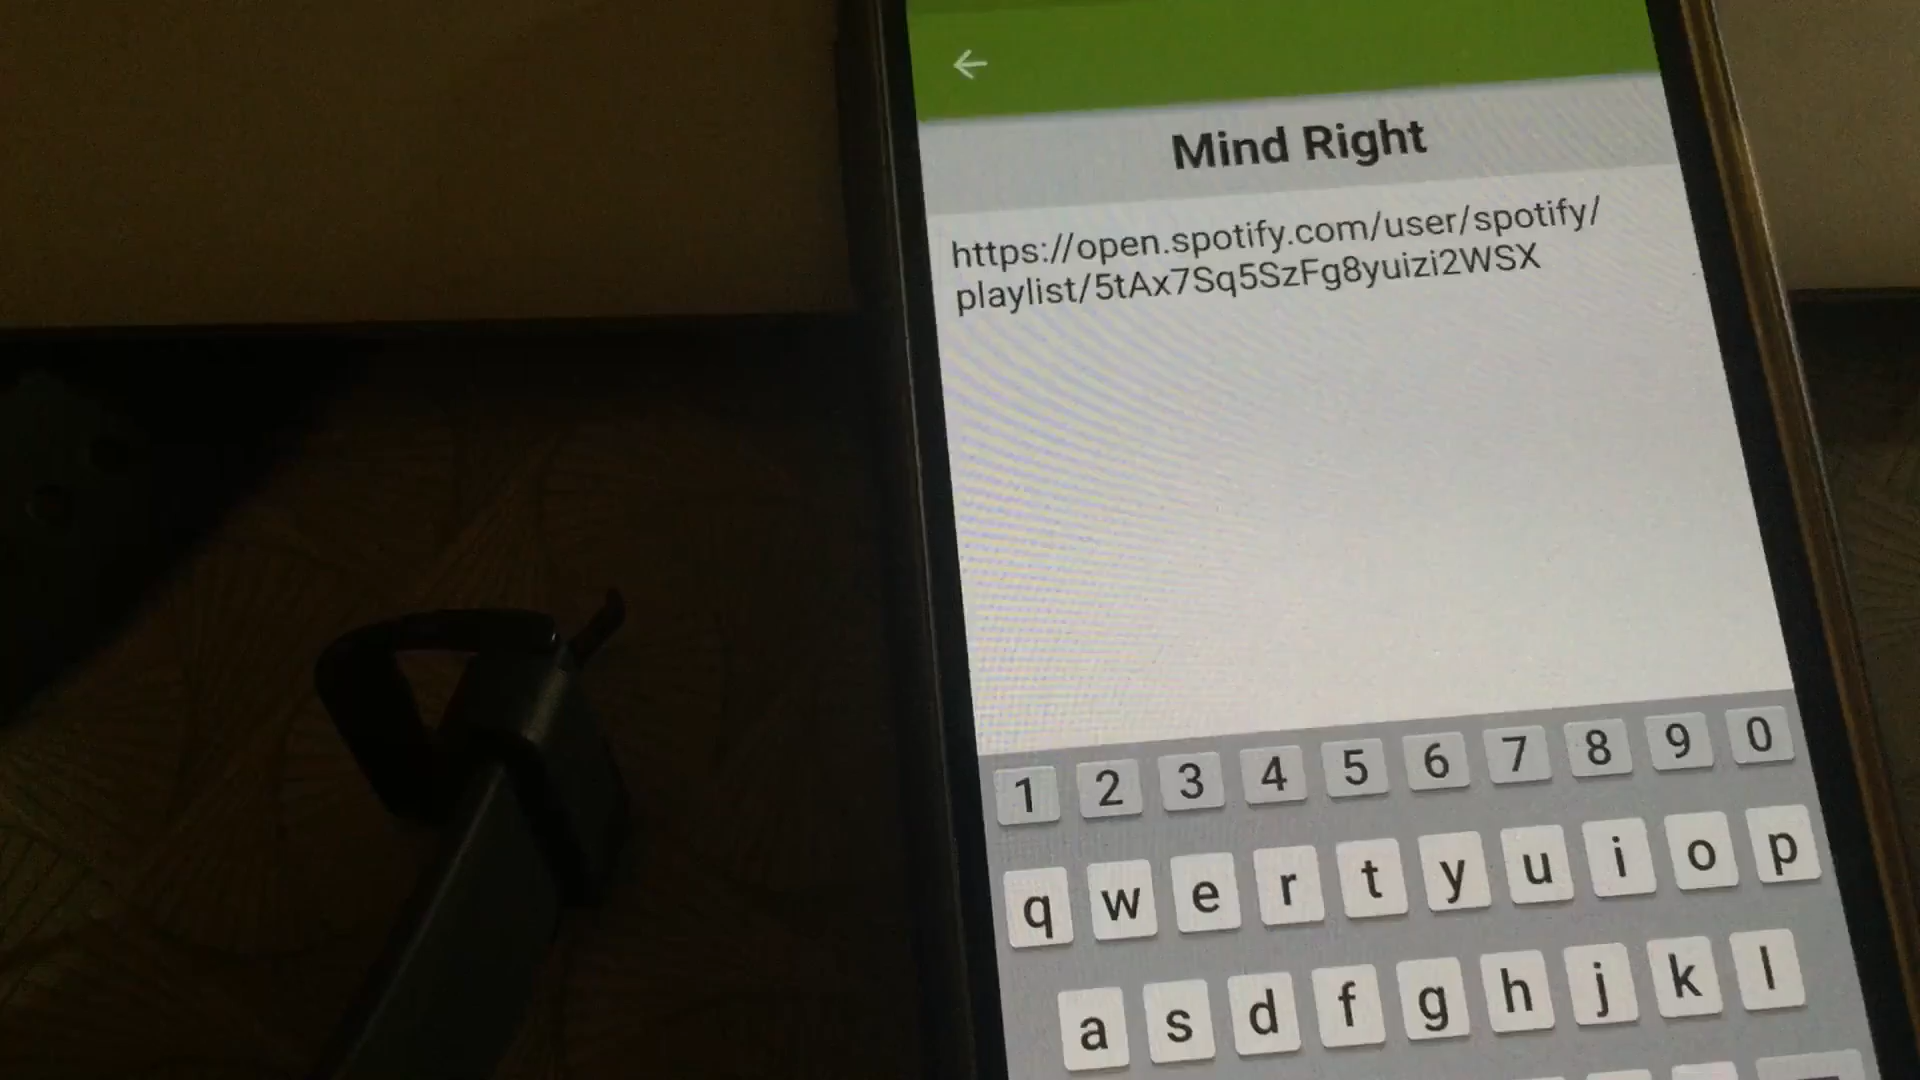 Mind Right
https://open.spotify.com/user/spotify/
playlist/5tAx7Sq5SzFg8yuizi2WSX
1 2 3 4 5 6 7 8 9 0
q w e r t y u i o p
a s d f g h j k l